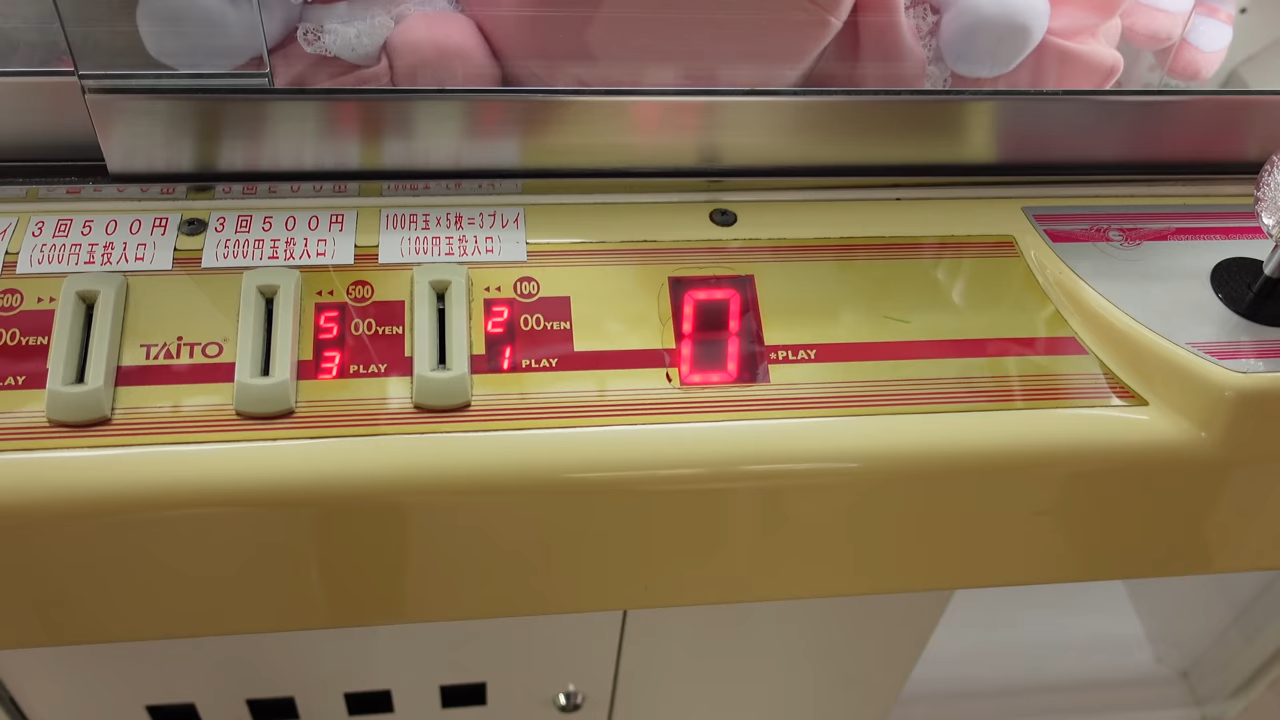 3回500円
(500円玉投入口)
3回500円
(500円玉投入口)
100円玉×5枚=3プレイ
(100円玉投入口)
500
00YEN
TAITO
500
5 00YEN
3 PLAY
100
2 00YEN
1 PLAY
0
*PLAY